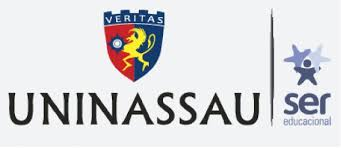 VERITAS
UNINASSAU
ser
educacional